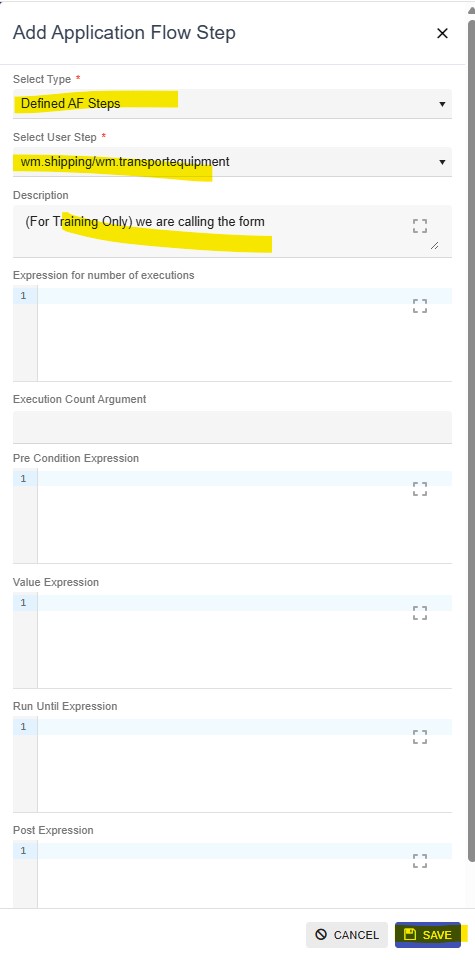 Add Application Flow Step
Select Type *
Defined AF Steps
Select User Step *
wm.shipping/wm.transportequipment
Description
(For Training Only) we are calling the form
Expression for number of executions
1
Execution Count Argument
Pre Condition Expression
1
Value Expression
1
Run Until Expression
1
Post Expression
1
CANCEL SAVE